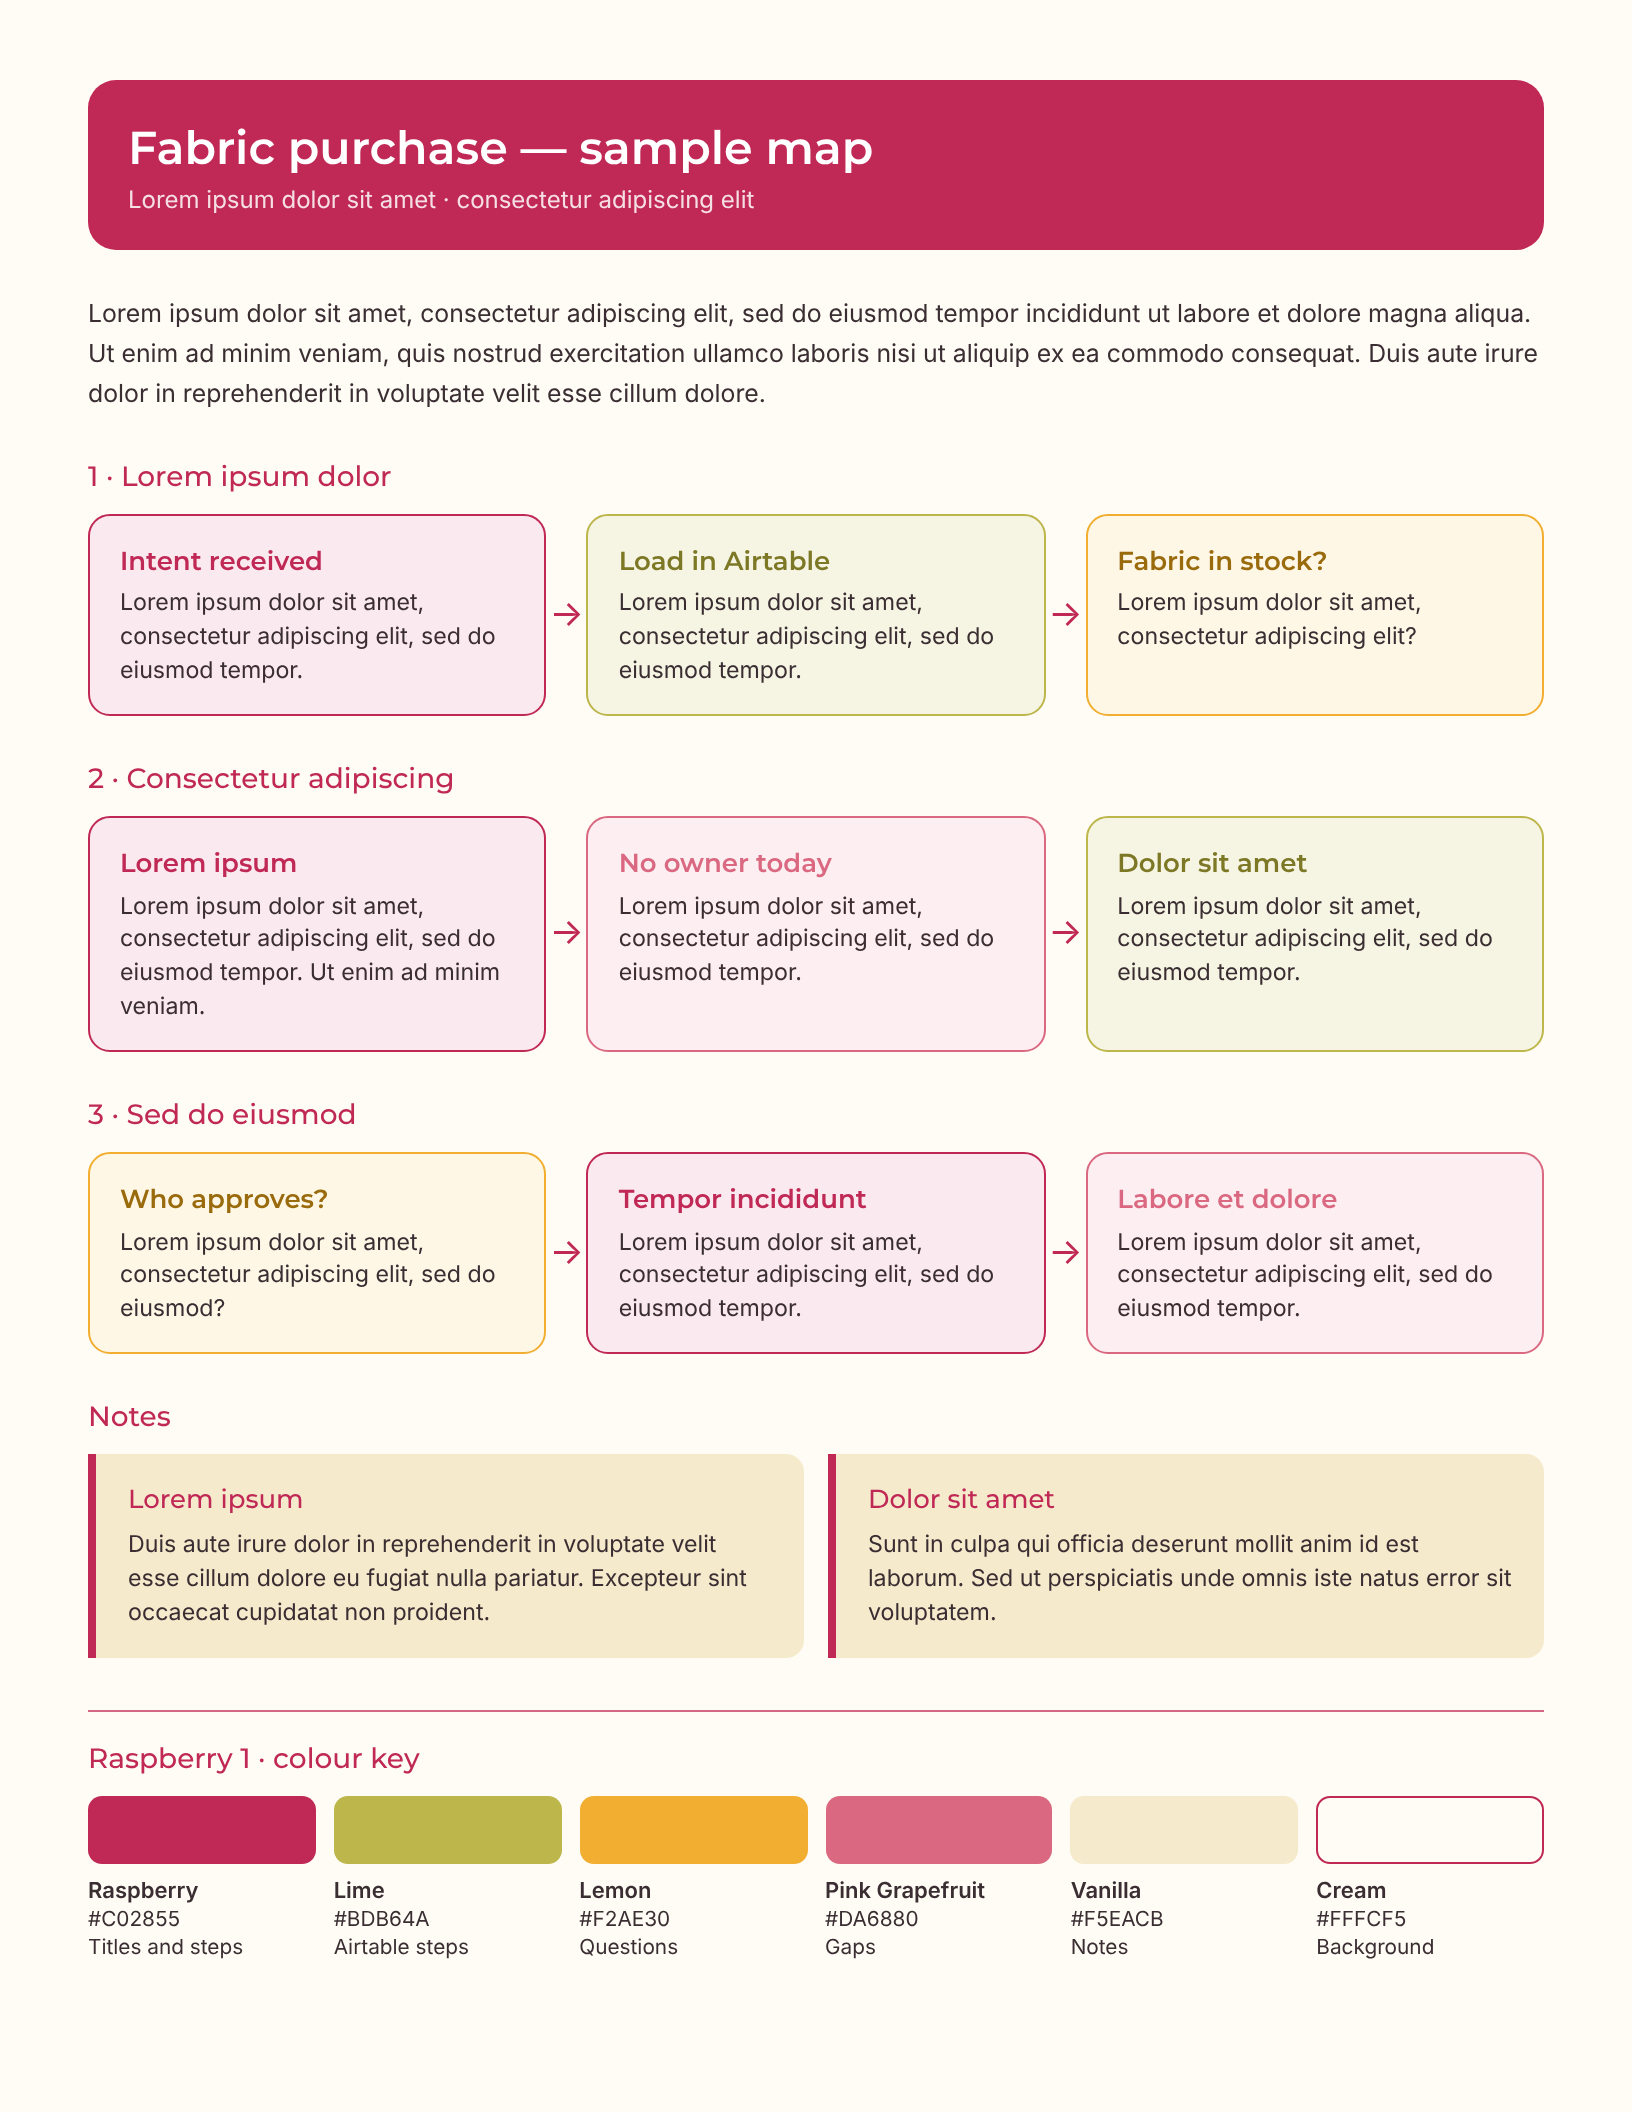 Fabric purchase — sample map
Lorem ipsum dolor sit amet · consectetur adipiscing elit
Lorem ipsum dolor sit amet, consectetur adipiscing elit, sed do eiusmod tempor incididunt ut labore et dolore magna aliqua.
Ut enim ad minim veniam, quis nostrud exercitation ullamco laboris nisi ut aliquip ex ea commodo consequat. Duis aute irure
dolor in reprehenderit in voluptate velit esse cillum dolore.
1 · Lorem ipsum dolor
Intent received
Lorem ipsum dolor sit amet,
consectetur adipiscing elit, sed do
eiusmod tempor.
→
Load in Airtable
Lorem ipsum dolor sit amet,
consectetur adipiscing elit, sed do
eiusmod tempor.
→
Fabric in stock?
Lorem ipsum dolor sit amet,
consectetur adipiscing elit?
2 · Consectetur adipiscing
Lorem ipsum
Lorem ipsum dolor sit amet,
consectetur adipiscing elit, sed do
eiusmod tempor. Ut enim ad minim
veniam.
→
No owner today
Lorem ipsum dolor sit amet,
consectetur adipiscing elit, sed do
eiusmod tempor.
→
Dolor sit amet
Lorem ipsum dolor sit amet,
consectetur adipiscing elit, sed do
eiusmod tempor.
3 · Sed do eiusmod
Who approves?
Lorem ipsum dolor sit amet,
consectetur adipiscing elit, sed do
eiusmod?
→
Tempor incididunt
Lorem ipsum dolor sit amet,
consectetur adipiscing elit, sed do
eiusmod tempor.
→
Labore et dolore
Lorem ipsum dolor sit amet,
consectetur adipiscing elit, sed do
eiusmod tempor.
Notes
Lorem ipsum
Duis aute irure dolor in reprehenderit in voluptate velit
esse cillum dolore eu fugiat nulla pariatur. Excepteur sint
occaecat cupidatat non proident.
Dolor sit amet
Sunt in culpa qui officia deserunt mollit anim id est
laborum. Sed ut perspiciatis unde omnis iste natus error sit
voluptatem.
Raspberry 1 · colour key
Raspberry
#C02855
Titles and steps
Lime
#BDB64A
Airtable steps
Lemon
#F2AE30
Questions
Pink Grapefruit
#DA6880
Gaps
Vanilla
#F5EACB
Notes
Cream
#FFFCF5
Background